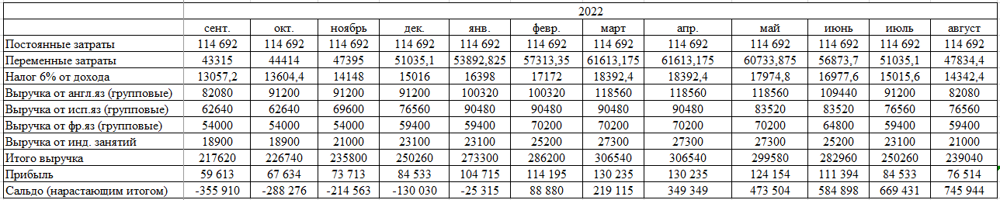 2022
сент. окт. ноябрь дек. янв. февр. март апр. май июнь июль август
Постоянные затраты 114 692 114 692 114 692 114 692 114 692 114 692 114 692 114 692 114 692 114 692 114 692 114 692
Переменные затраты 43315 44414 47395 51035,1 53892,825 57313,35 61613,175 61613,175 60733,875 56873,7 51035,1 47834,4
Налог 6% от дохода 13057,2 13604,4 14148 15016 16398 17172 18392,4 18392,4 17974,8 16977,6 15015,6 14342,4
Выручка от англ.яз (групповые) 82080 91200 91200 91200 100320 100320 118560 118560 118560 109440 91200 82080
Выручка от исп.яз (групповые) 62640 62640 69600 76560 90480 90480 90480 90480 83520 83520 76560 76560
Выручка от фр.яз (групповые) 54000 54000 54000 59400 59400 70200 70200 70200 70200 64800 59400 59400
Выручка от инд. занятий 18900 18900 21000 23100 23100 25200 27300 27300 27300 25200 23100 21000
Итого выручка 217620 226740 235800 250260 273300 286200 306540 306540 299580 282960 250260 239040
Прибыль 59 613 67 634 73 713 84 533 104 715 114 195 130 235 130 235 124 154 111 394 84 533 76 514
Сальдо (нарастающим итогом) -355 910 -288 276 -214 563 -130 030 -25 315 88 880 219 115 349 349 473 504 584 898 669 431 745 944